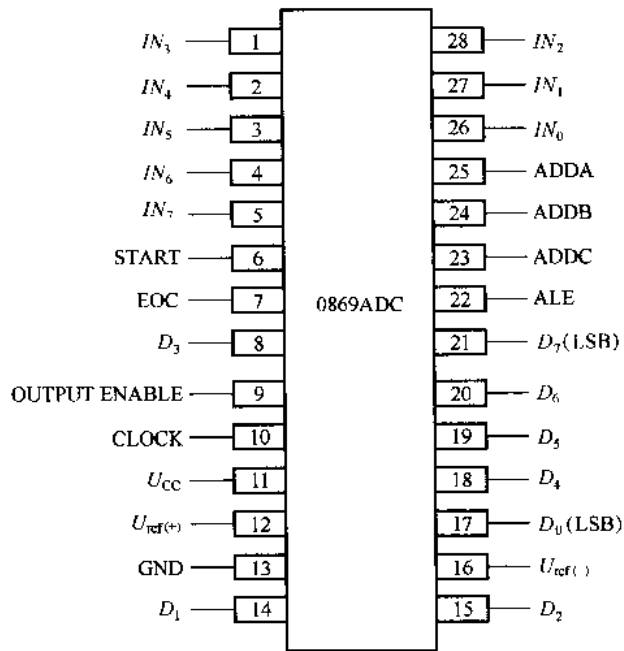 IN₃ 1 28 IN₂
IN₄ 2 27 IN₁
IN₅ 3 26 IN₀
IN₆ 4 25 ADDA
IN₇ 5 24 ADDB
START 6 23 ADDC
EOC 7 22 ALE
0869ADC
D₃ 8 21 D₇(LSB)
OUTPUT ENABLE 9 20 D₆
CLOCK 10 19 D₅
U_CC 11 18 D₄
U_ref(+) 12 17 D₀(LSB)
GND 13 16 U_ref(-)
D₁ 14 15 D₂